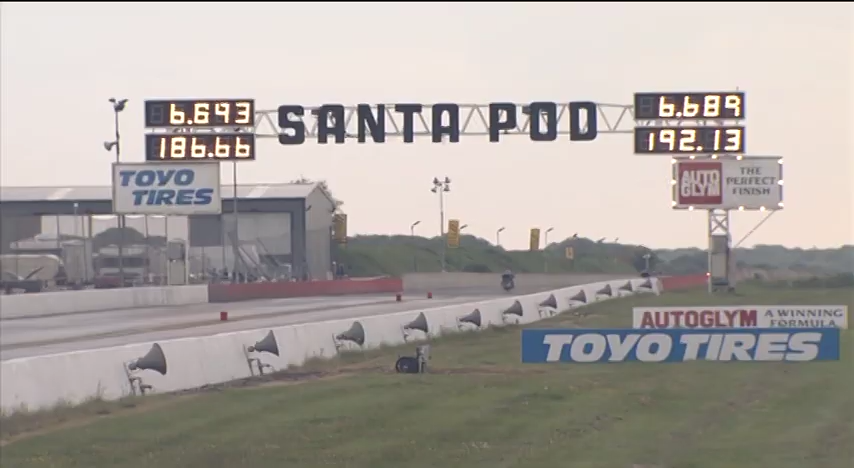 6.643
186.66
SANTA POD
6.689
192.13
TOYO
TIRES
AUTO
GLYM
THE
PERFECT
FINISH
AUTOGLYM
A WINNING
FORMULA
TOYO TIRES